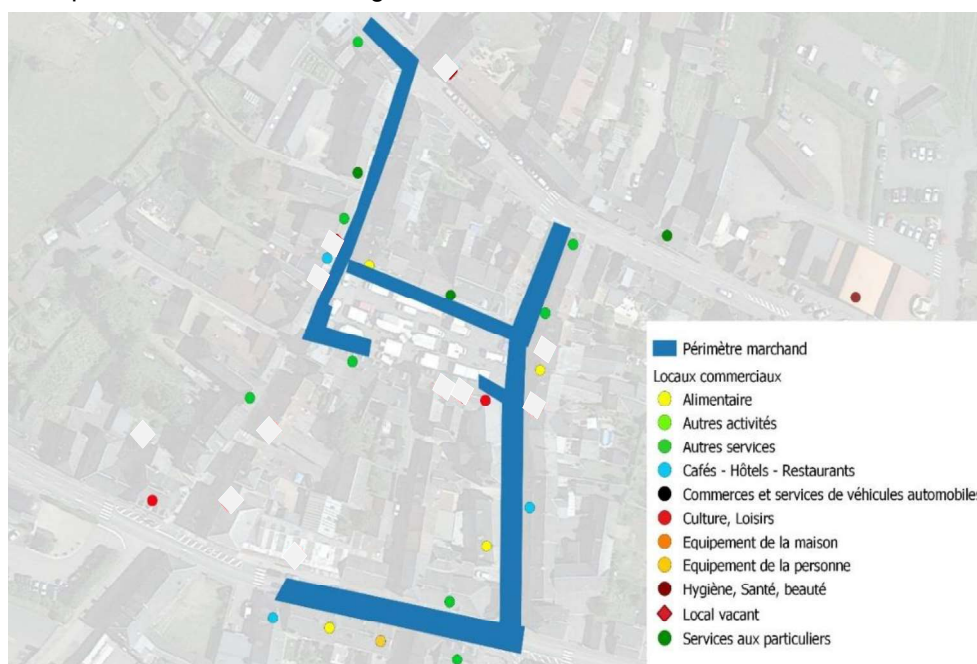 Périmètre marchand
Locaux commerciaux
Alimentaire
Autres activités
Autres services
Cafés - Hôtels - Restaurants
Commerces et services de véhicules automobiles
Culture, Loisirs
Equipement de la maison
Equipement de la personne
Hygiène, Santé, beauté
Local vacant
Services aux particuliers